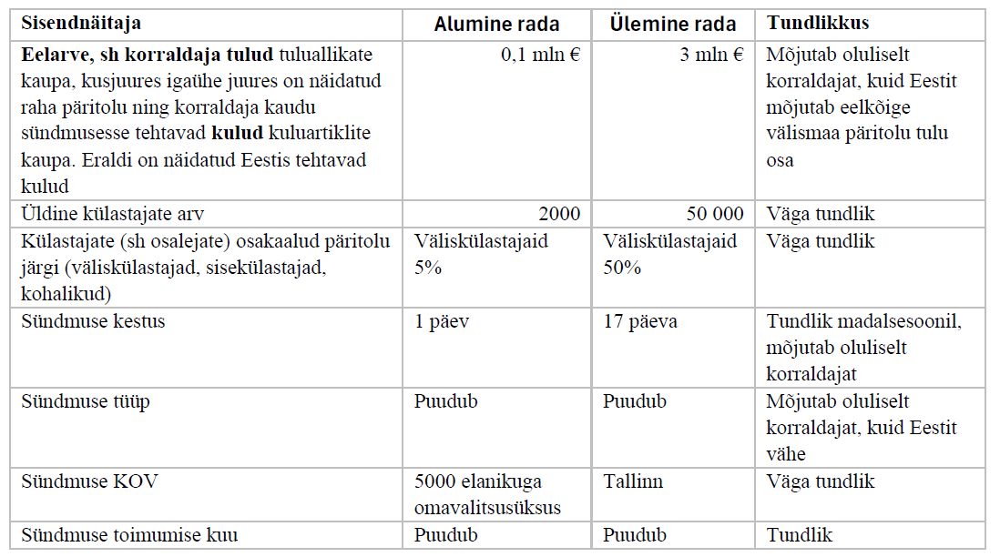 Sisendnäitaja
Alumine rada
Ülemine rada
Tundlikkus
Eelarve, sh korraldaja tulud tuluallikate
kaupa, kusjuures igaühe juures on näidatud
raha päritolu ning korraldaja kaudu
sündmusesse tehtavad kulud kuluartiklite
kaupa. Eraldi on näidatud Eestis tehtavad
kulud
0,1 mln €
3 mln €
Mõjutab oluliselt
korraldajat, kuid Eestit
mõjutab eelkõige
välismaa päritolu tulu
osa
Üldine külastajate arv
2000
50 000
Väga tundlik
Külastajate (sh osalejate) osakaalud päritolu
järgi (väliskülastajad, sisekülastajad,
kohalikud)
Väliskülastajaid
5%
Väliskülastajaid
50%
Väga tundlik
Sündmuse kestus
1 päev
17 päeva
Tundlik madalsesoonil,
mõjutab oluliselt
korraldajat
Sündmuse tüüp
Puudub
Puudub
Mõjutab oluliselt
korraldajat, kuid Eestit
vähe
Sündmuse KOV
5000 elanikuga
omavalitsusüksus
Tallinn
Väga tundlik
Sündmuse toimumise kuu
Puudub
Puudub
Tundlik